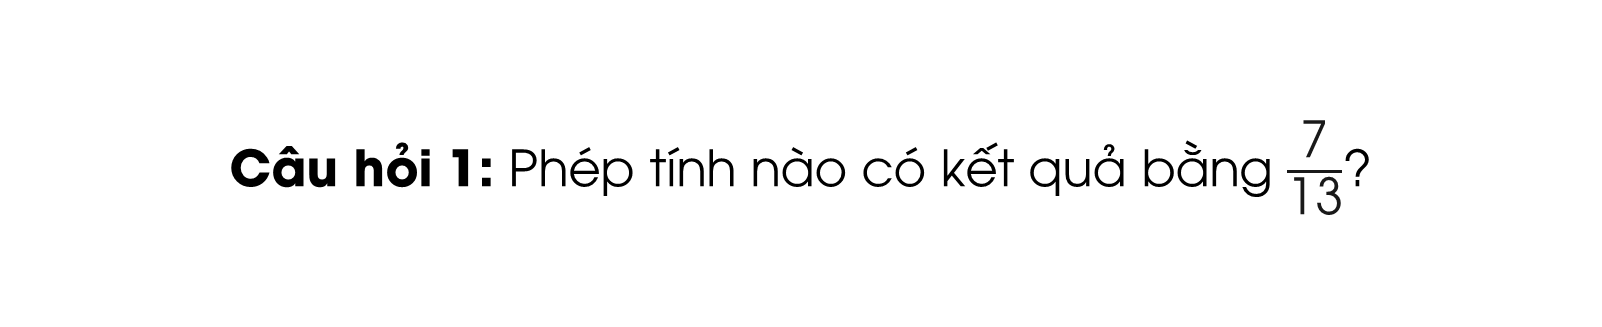 Câu hỏi 1: Phép tính nào có kết quả bằng 7/13?